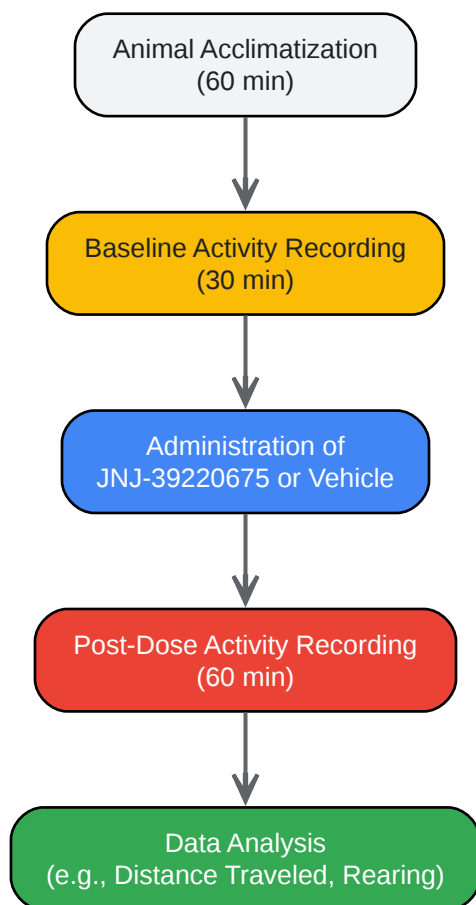 Animal Acclimatization
(60 min)
Baseline Activity Recording
(30 min)
Administration of
JNJ-39220675 or Vehicle
Post-Dose Activity Recording
(60 min)
Data Analysis
(e.g., Distance Traveled, Rearing)